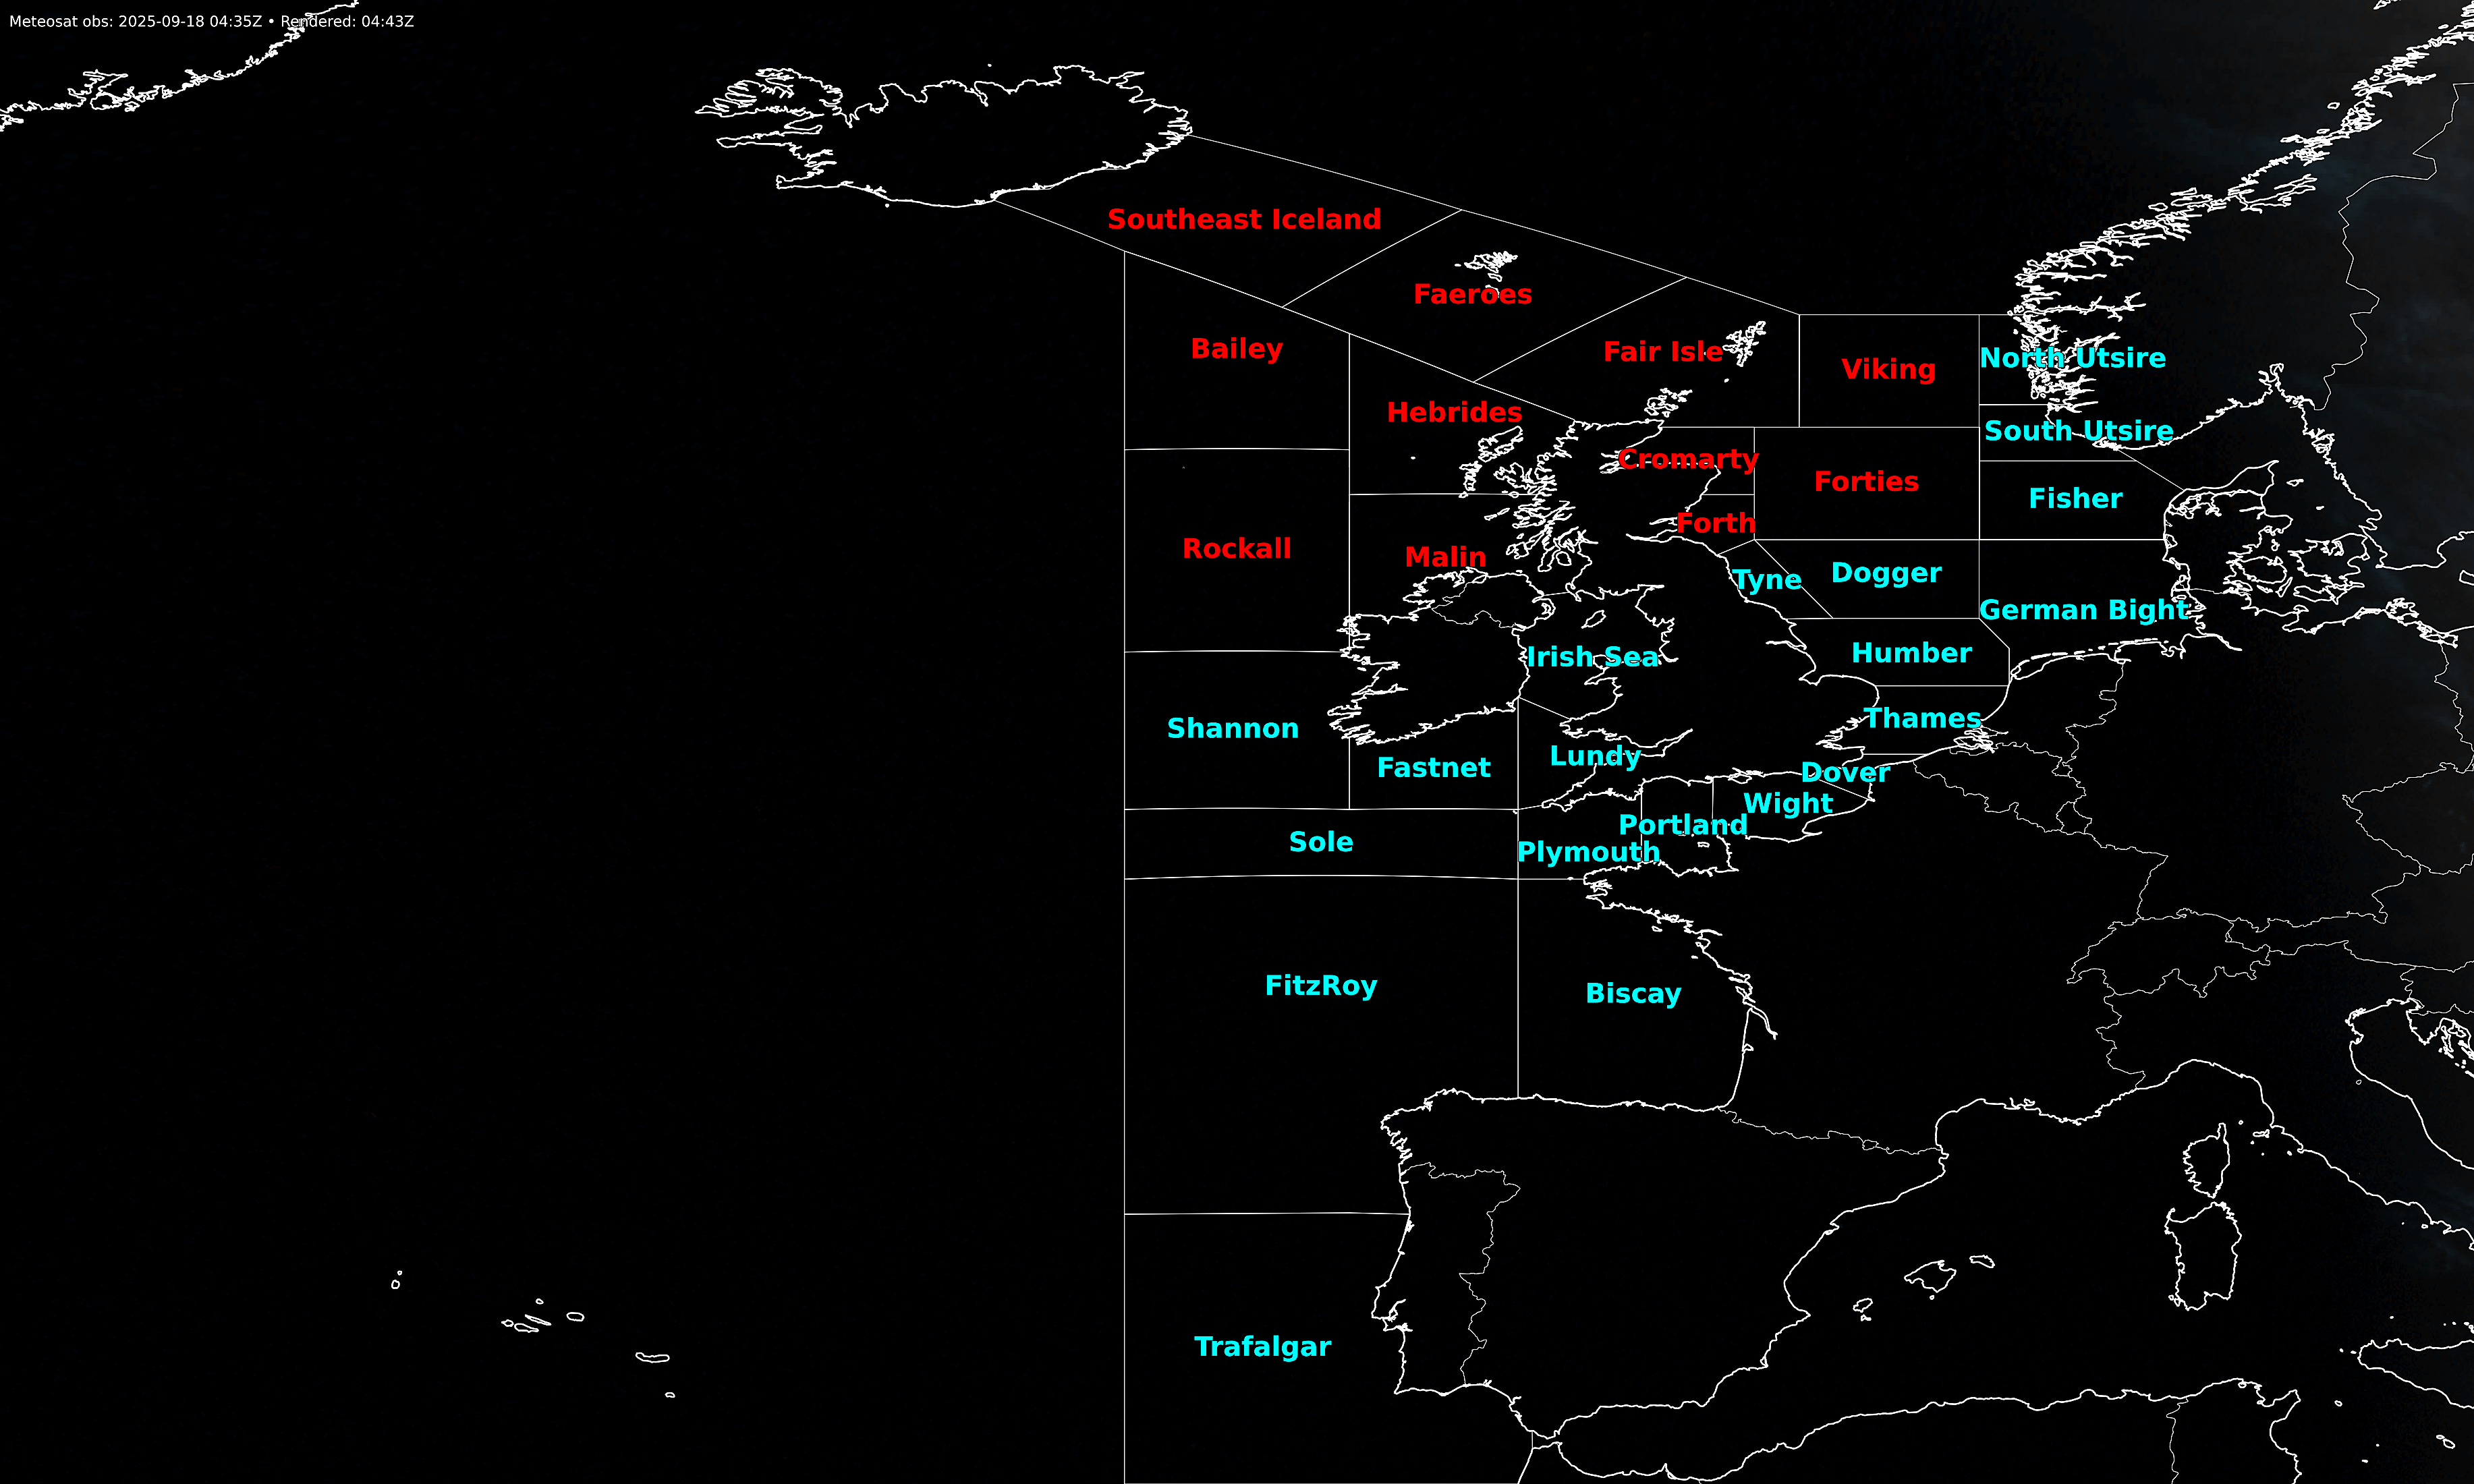 Meteosat obs: 2025-09-18 04:35Z • Rendered: 04:43Z
Southeast Iceland
Faeroes
Bailey
Fair Isle
Viking
North Utsire
Hebrides
South Utsire
Cromarty
Forties
Fisher
Forth
Rockall
Malin
Tyne
Dogger
German Bight
Irish Sea
Humber
Shannon
Thames
Fastnet
Lundy
Dover
Wight
Portland
Sole
Plymouth
FitzRoy
Biscay
Trafalgar